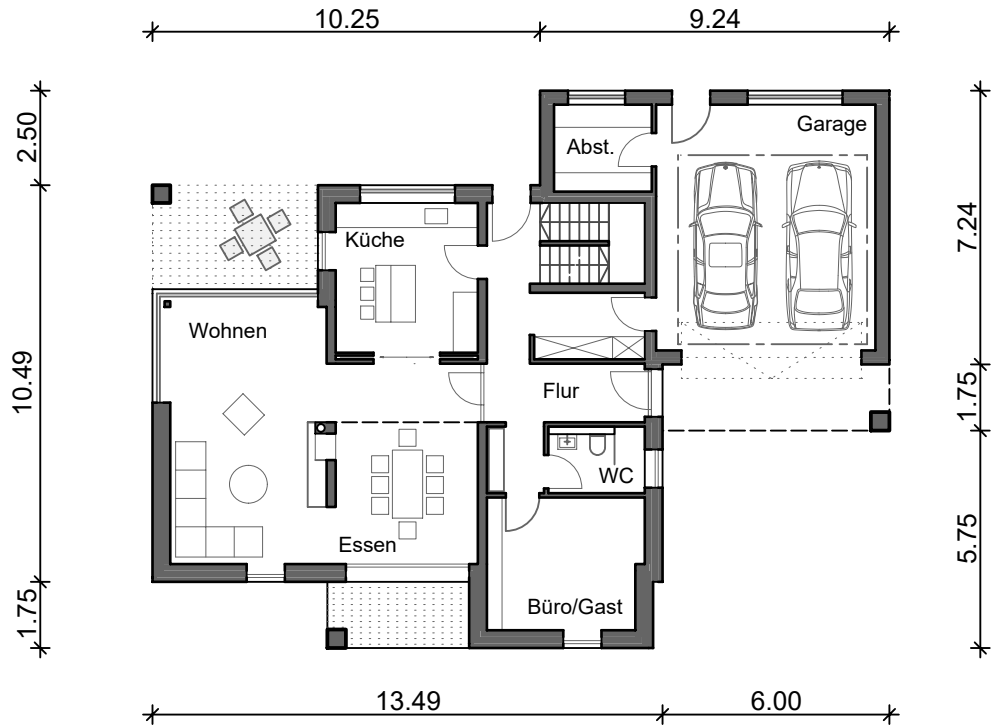 10.25
9.24
2.50
Garage
Abst.
7.24
Küche
Wohnen
10.49
Flur
1.75
WC
Essen
5.75
Büro/Gast
1.75
13.49
6.00